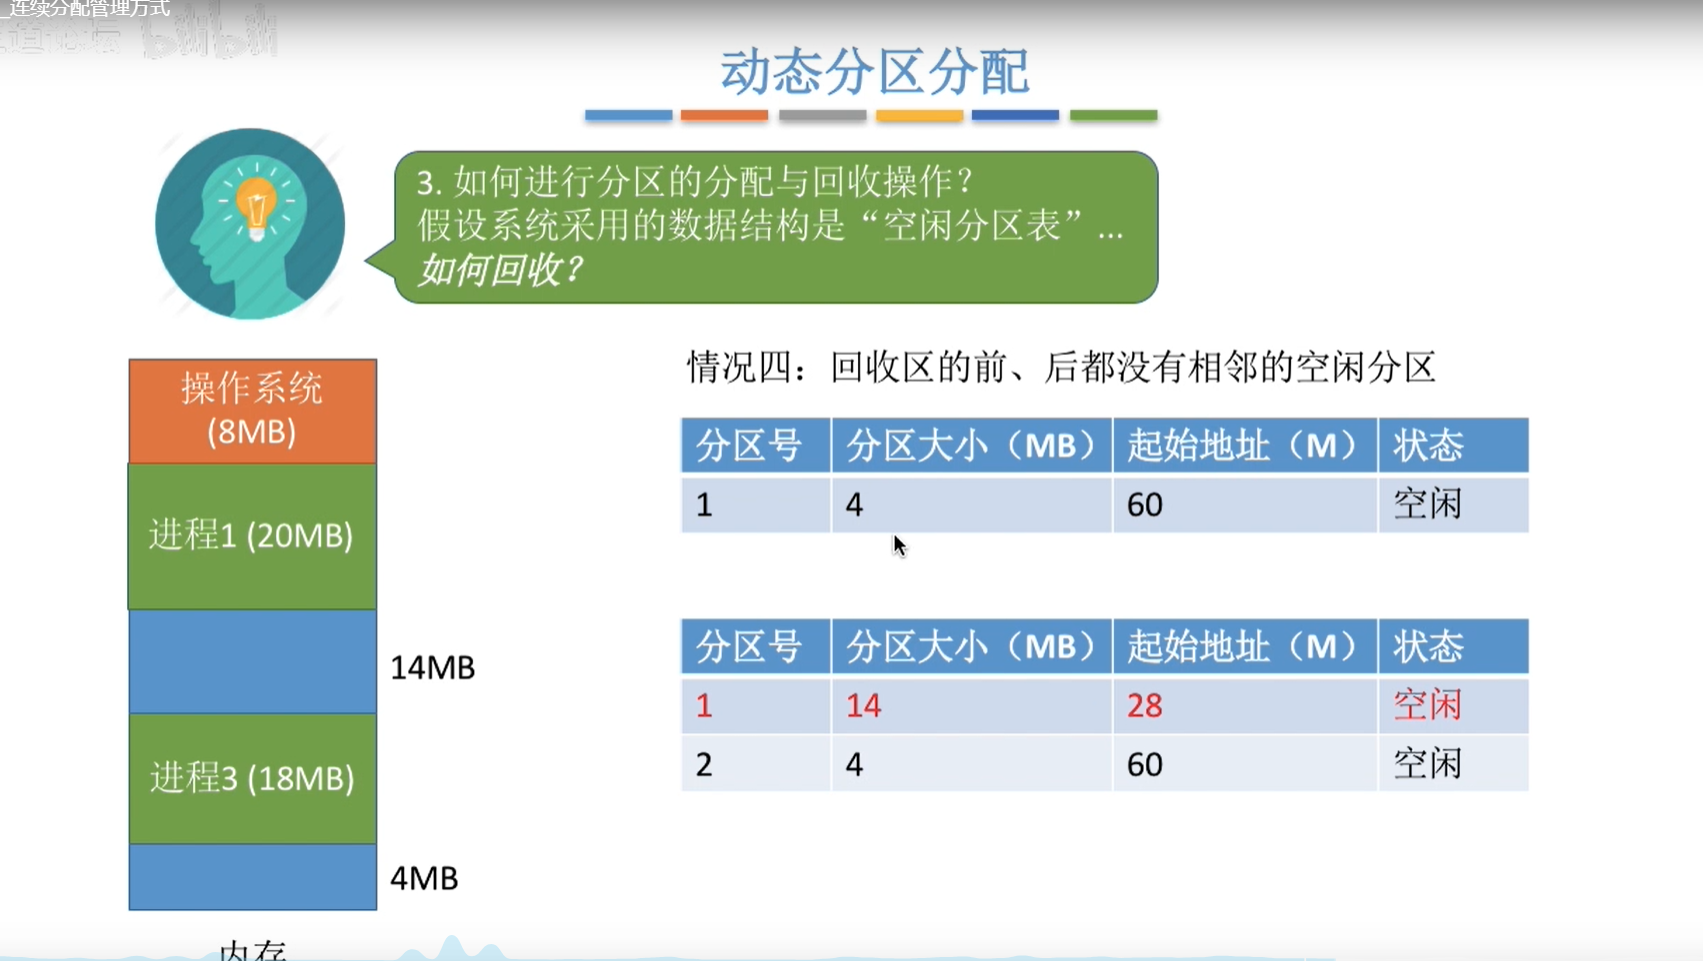 _连续分配管理方式
王道论坛 bilibili
动态分区分配
3. 如何进行分区的分配与回收操作？
假设系统采用的数据结构是“空闲分区表”...
如何回收？
操作系统
(8MB)
进程1 (20MB)
14MB
进程3 (18MB)
4MB
内存
情况四：回收区的前、后都没有相邻的空闲分区
分区号 分区大小（MB） 起始地址（M） 状态
1 4 60 空闲
分区号 分区大小（MB） 起始地址（M） 状态
1 14 28 空闲
2 4 60 空闲